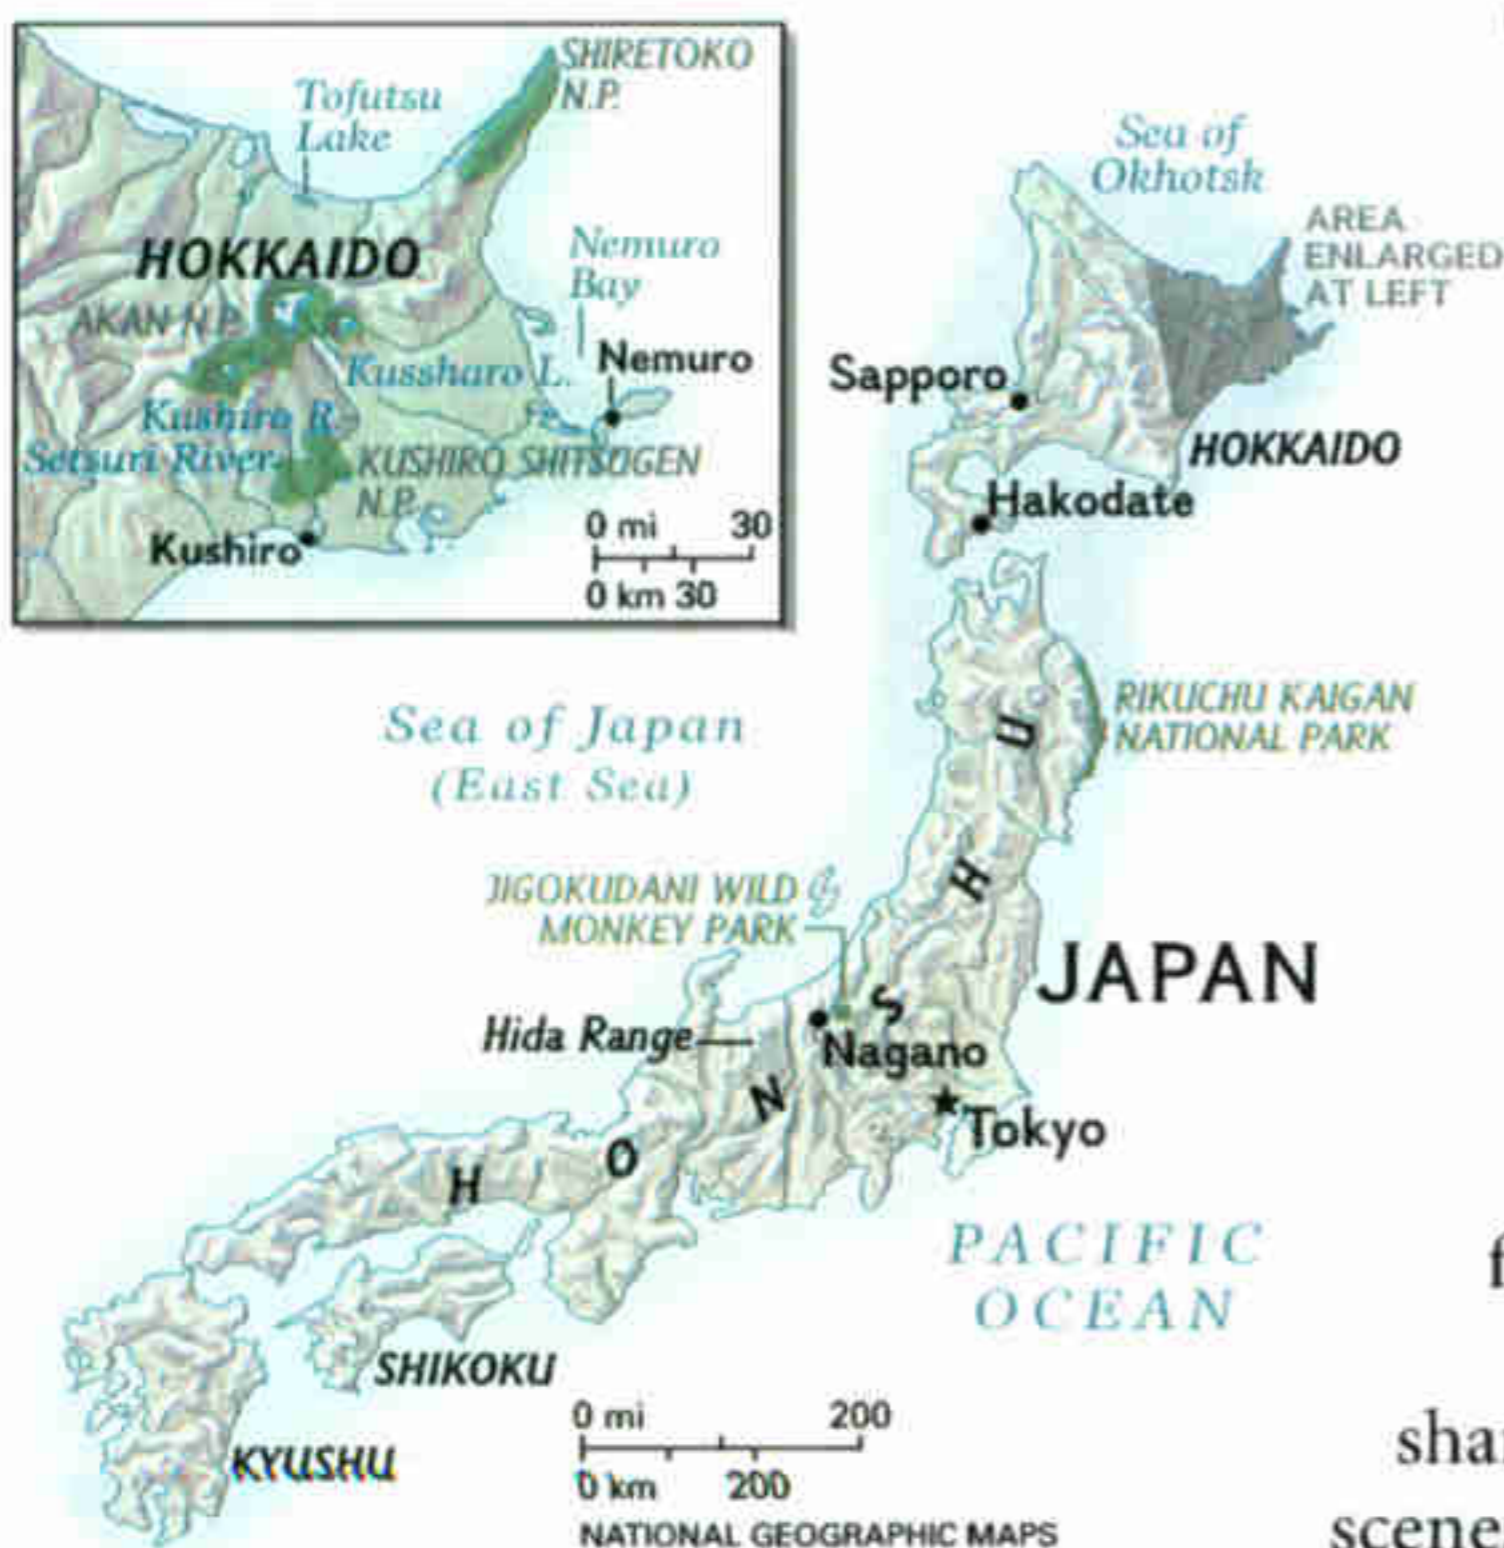 SHIRETOKO
N.P.
Tofutsu
Lake
HOKKAIDO
Nemuro
Bay
AKAN N.P.
Kussharo L.
Nemuro
Kushiro R.
Setsuri River
KUSHIRO SHITSUGEN
N.P.
Kushiro
0 mi 30
0 km 30
Sea of
Okhotsk
AREA
ENLARGED
AT LEFT
Sapporo
HOKKAIDO
Hakodate
Sea of Japan
(East Sea)
RIKUCHU KAIGAN
NATIONAL PARK
JIGOKUDANI WILD
MONKEY PARK
JAPAN
Hida Range
Nagano
Tokyo
HONSHU
PACIFIC
OCEAN
SHIKOKU
KYUSHU
0 mi 200
0 km 200
NATIONAL GEOGRAPHIC MAPS